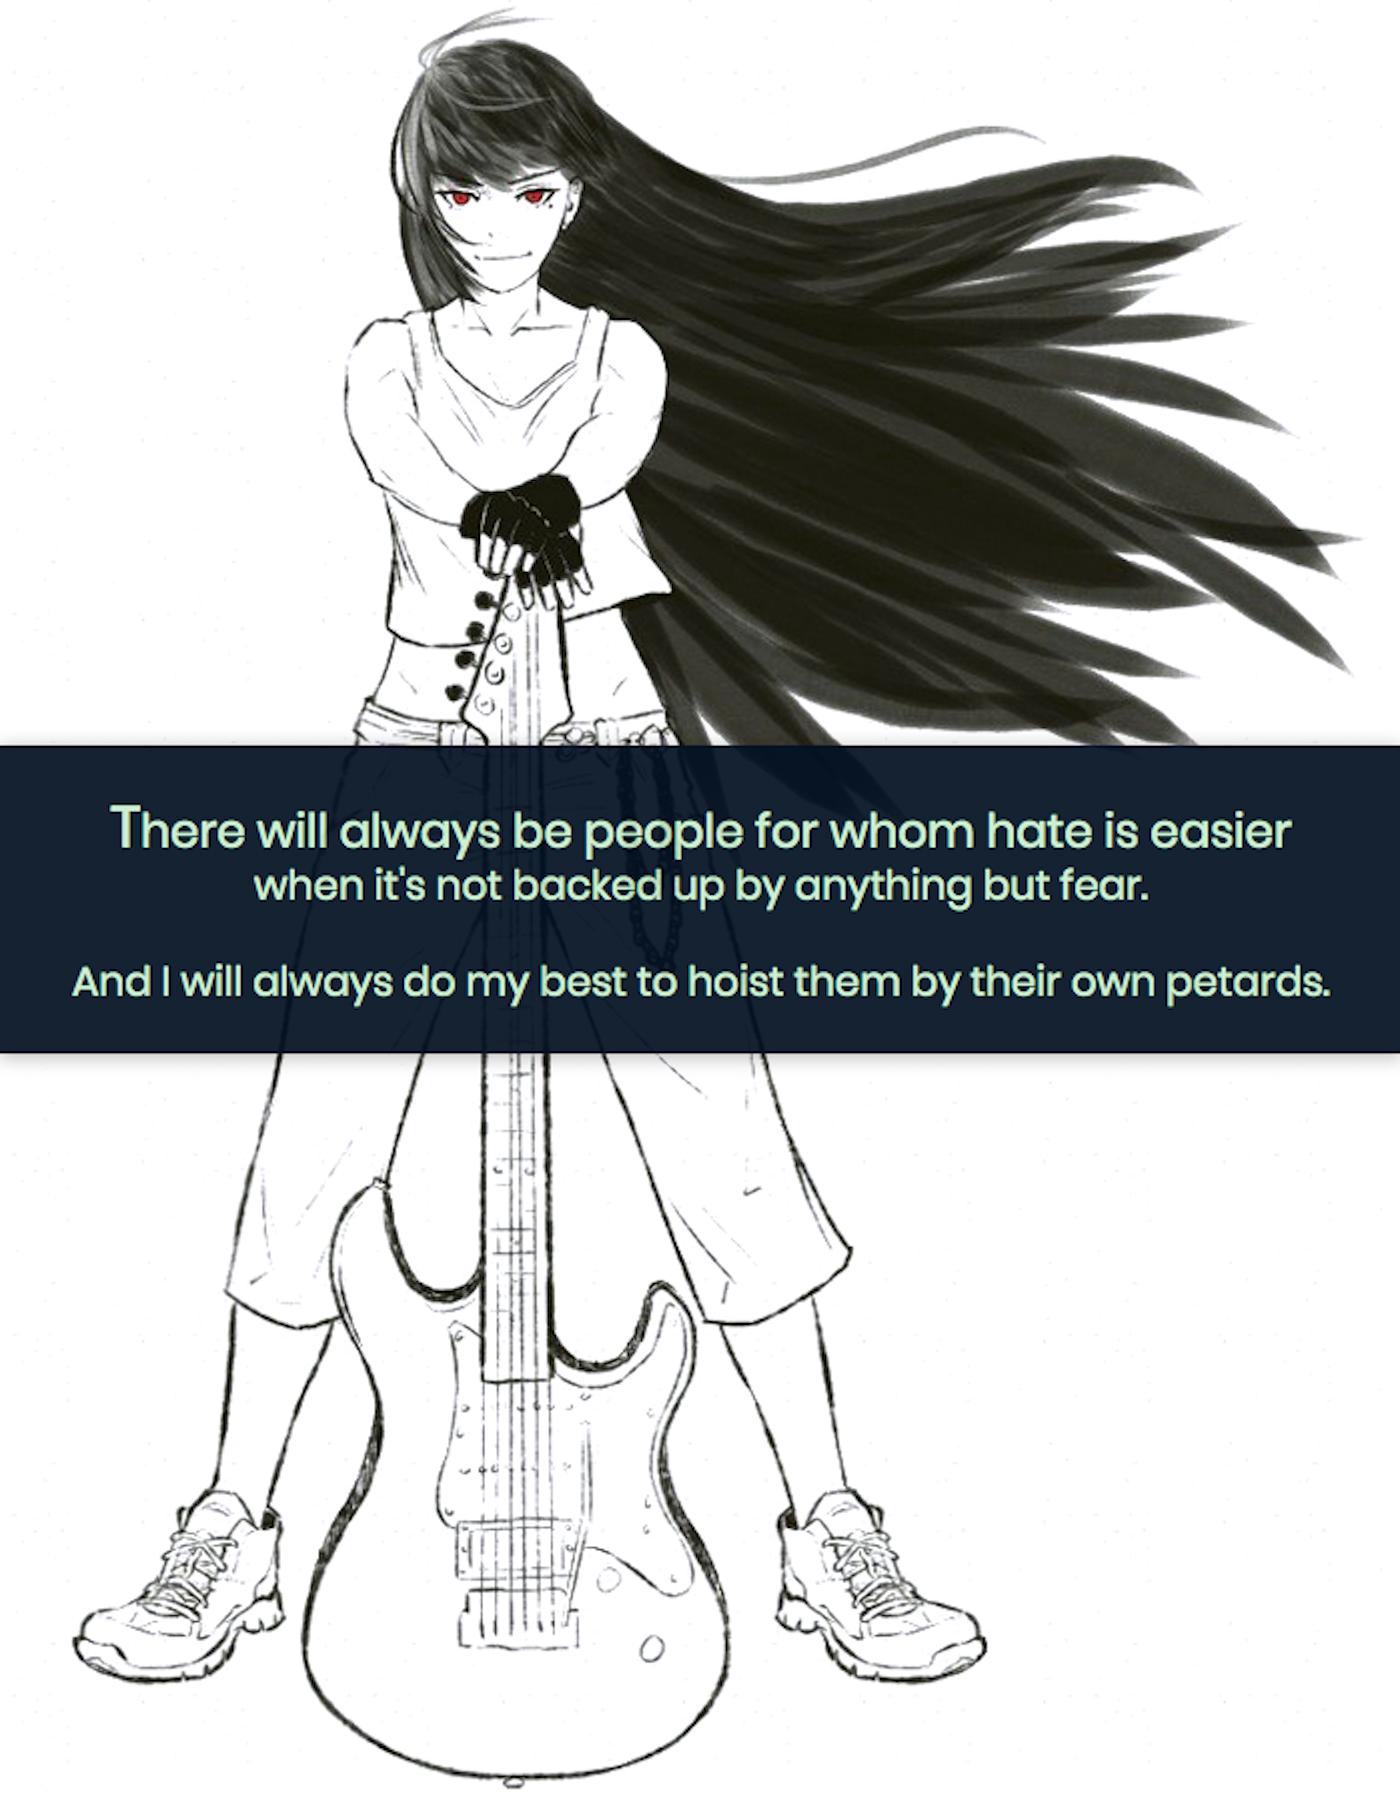 There will always be people for whom hate is easier
when it's not backed up by anything but fear.
And I will always do my best to hoist them by their own petards.